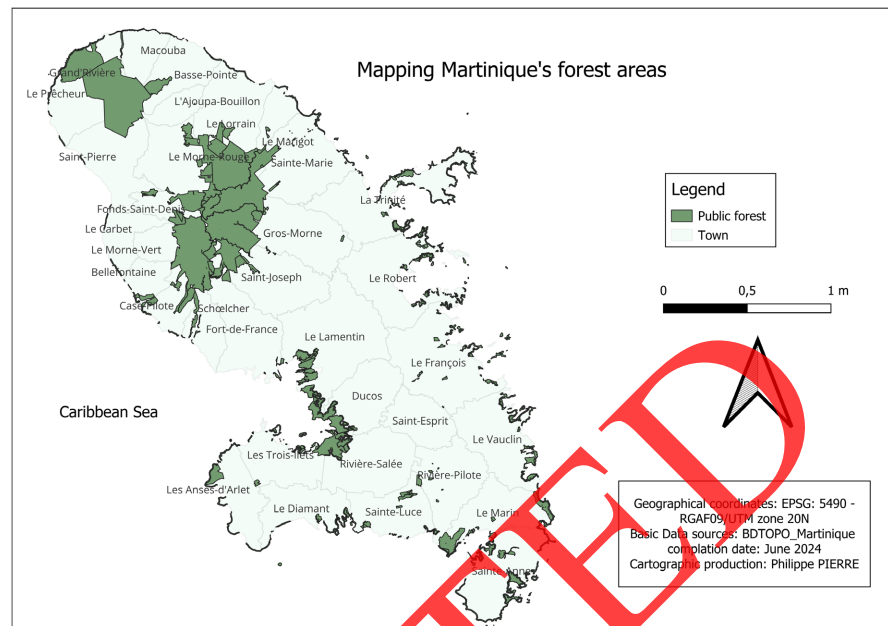 Mapping Martinique's forest areas
Macouba
Grand'Rivière
Basse-Pointe
Le Prêcheur
L'Ajoupa-Bouillon
Le Lorrain
Le Marigot
Saint-Pierre
Le Morne-Rouge
Sainte-Marie
La Trinité
Fonds-Saint-Denis
Le Carbet
Gros-Morne
Le Morne-Vert
Bellefontaine
Saint-Joseph
Le Robert
Case-Pilote
Schœlcher
Fort-de-France
Le Lamentin
Le François
Ducos
Caribbean Sea
Saint-Esprit
Le Vauclin
Les Trois-Îlets
Rivière-Salée
Rivière-Pilote
Les Anses-d'Arlet
Le Diamant
Sainte-Luce
Le Marin
Sainte-Anne
Legend
Public forest
Town
0 0,5 1 m
Geographical coordinates: EPSG: 5490 -
RGAF09/UTM zone 20N
Basic Data sources: BDTOPO_Martinique
complation date: June 2024
Cartographic production: Philippe PIERRE
TED